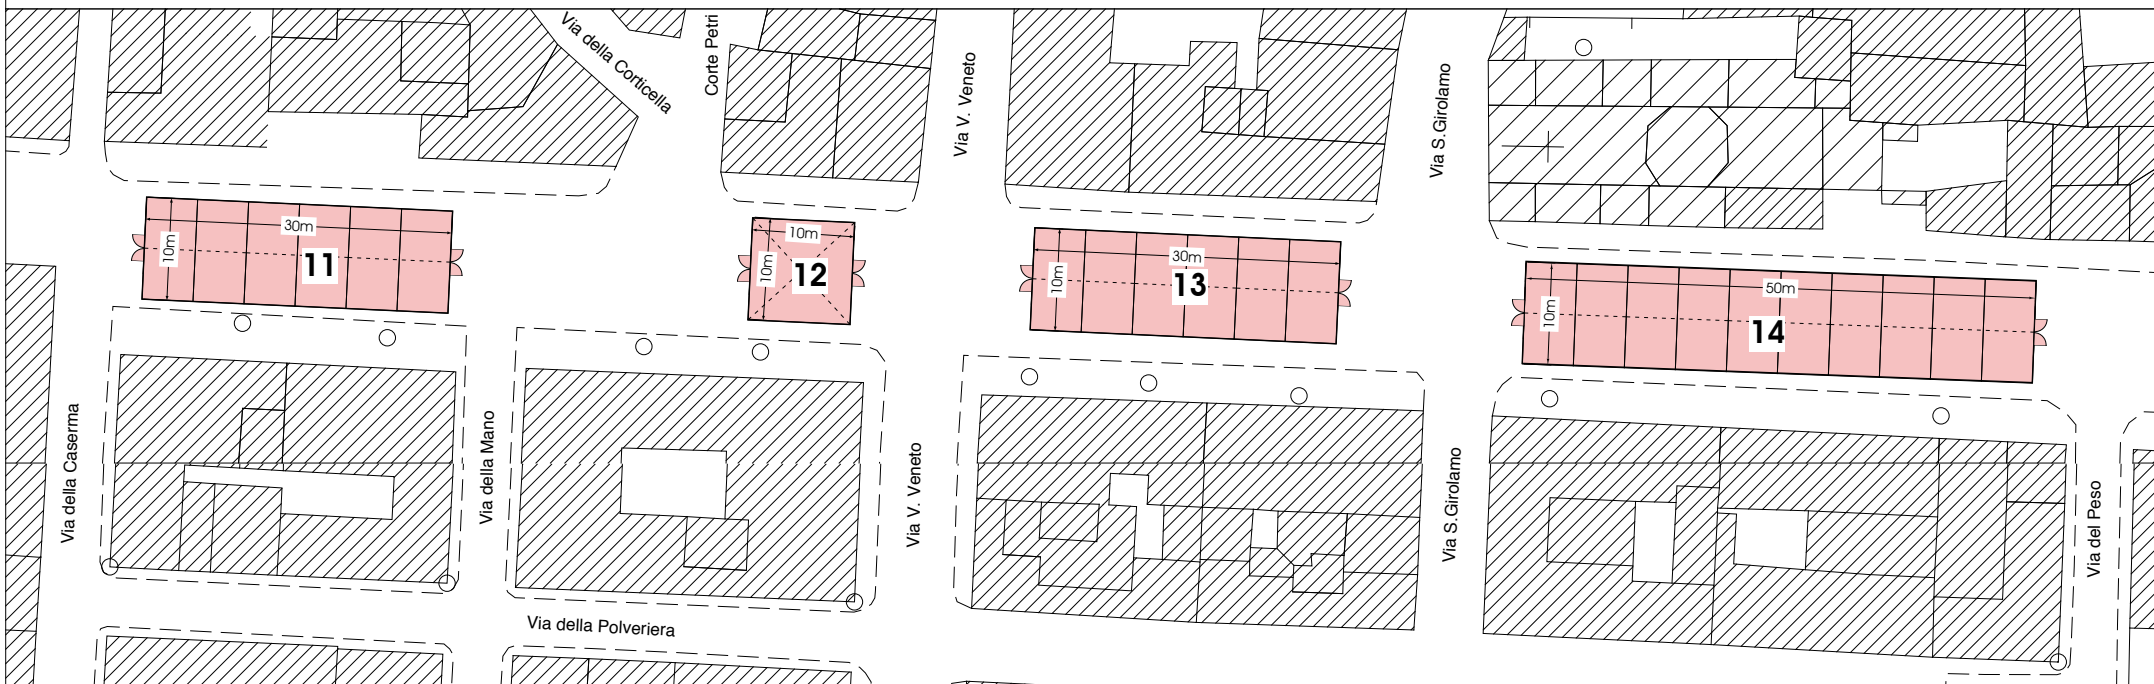 Via della Corticella
Corte Petri
Via V. Veneto
Via S.Girolamo
30m
10m
11
10m
10m
12
30m
10m
13
50m
10m
14
Via della Caserma
Via della Mano
Via V. Veneto
Via S.Girolamo
Via del Peso
Via della Polveriera